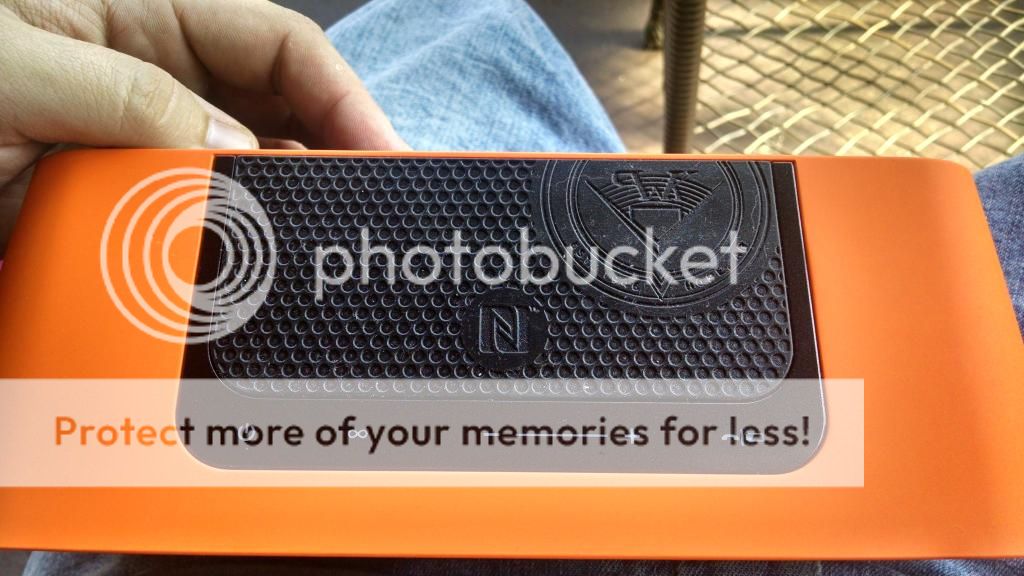 photobucket
Protect more of your memories for less!